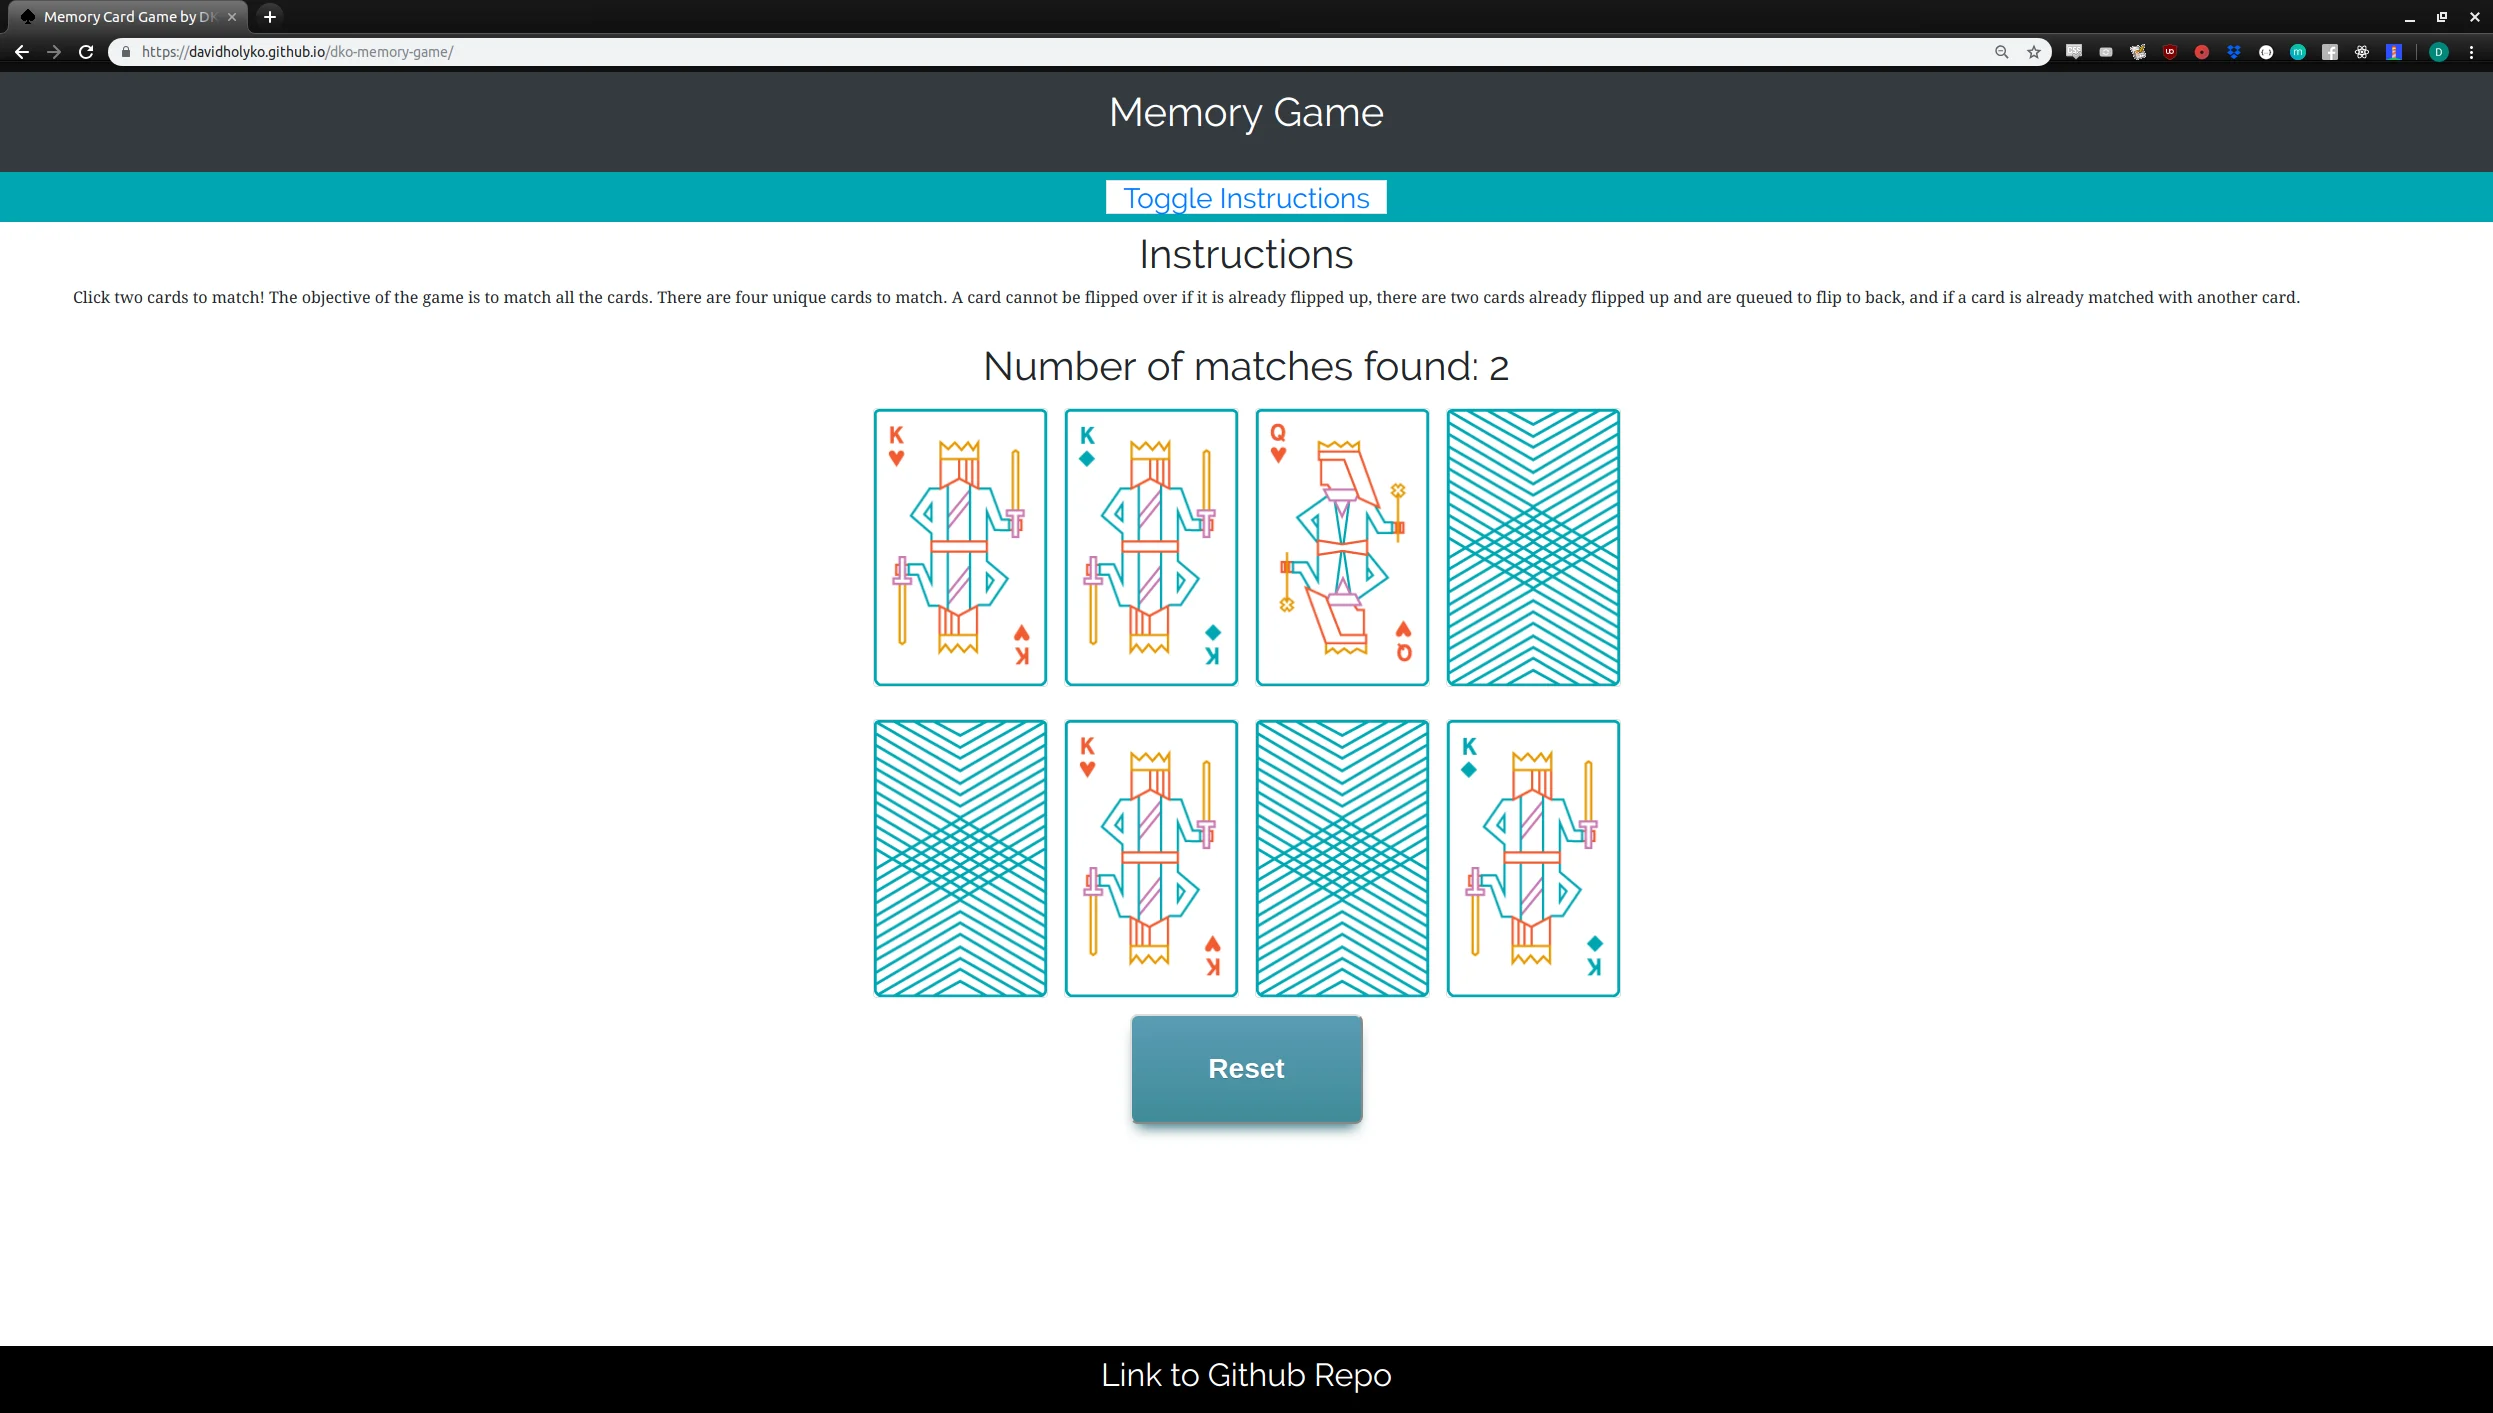 Memory Card Game by DK
https://davidholyko.github.io/dko-memory-game/
D
Memory Game
Toggle Instructions
Instructions
Click two cards to match! The objective of the game is to match all the cards. There are four unique cards to match. A card cannot be flipped over if it is already flipped up, there are two cards already flipped up and are queued to flip to back, and if a card is already matched with another card.
Number of matches found: 2
K K Q
K K Q
K K
K K
Reset
Link to Github Repo